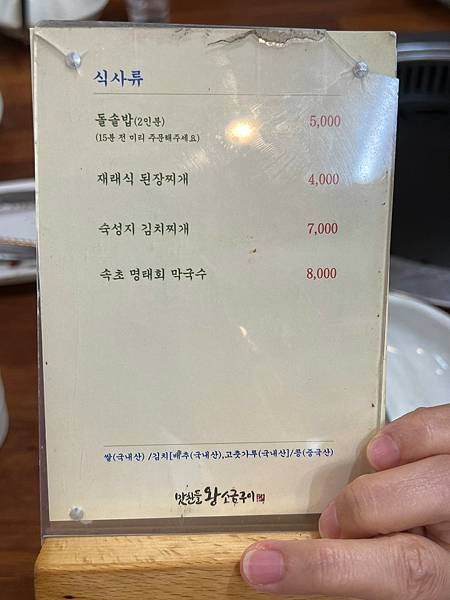 식사류
돌솥밥(2인분) 5,000
(15분 전 미리 주문해주세요)
재래식 된장찌개 4,000
숙성지 김치찌개 7,000
속초 명태회 막국수 8,000
쌀(국내산) /김치[배추(국내산),고춧가루(국내산]/콩(중국산)
맛찬들 왕소금구이